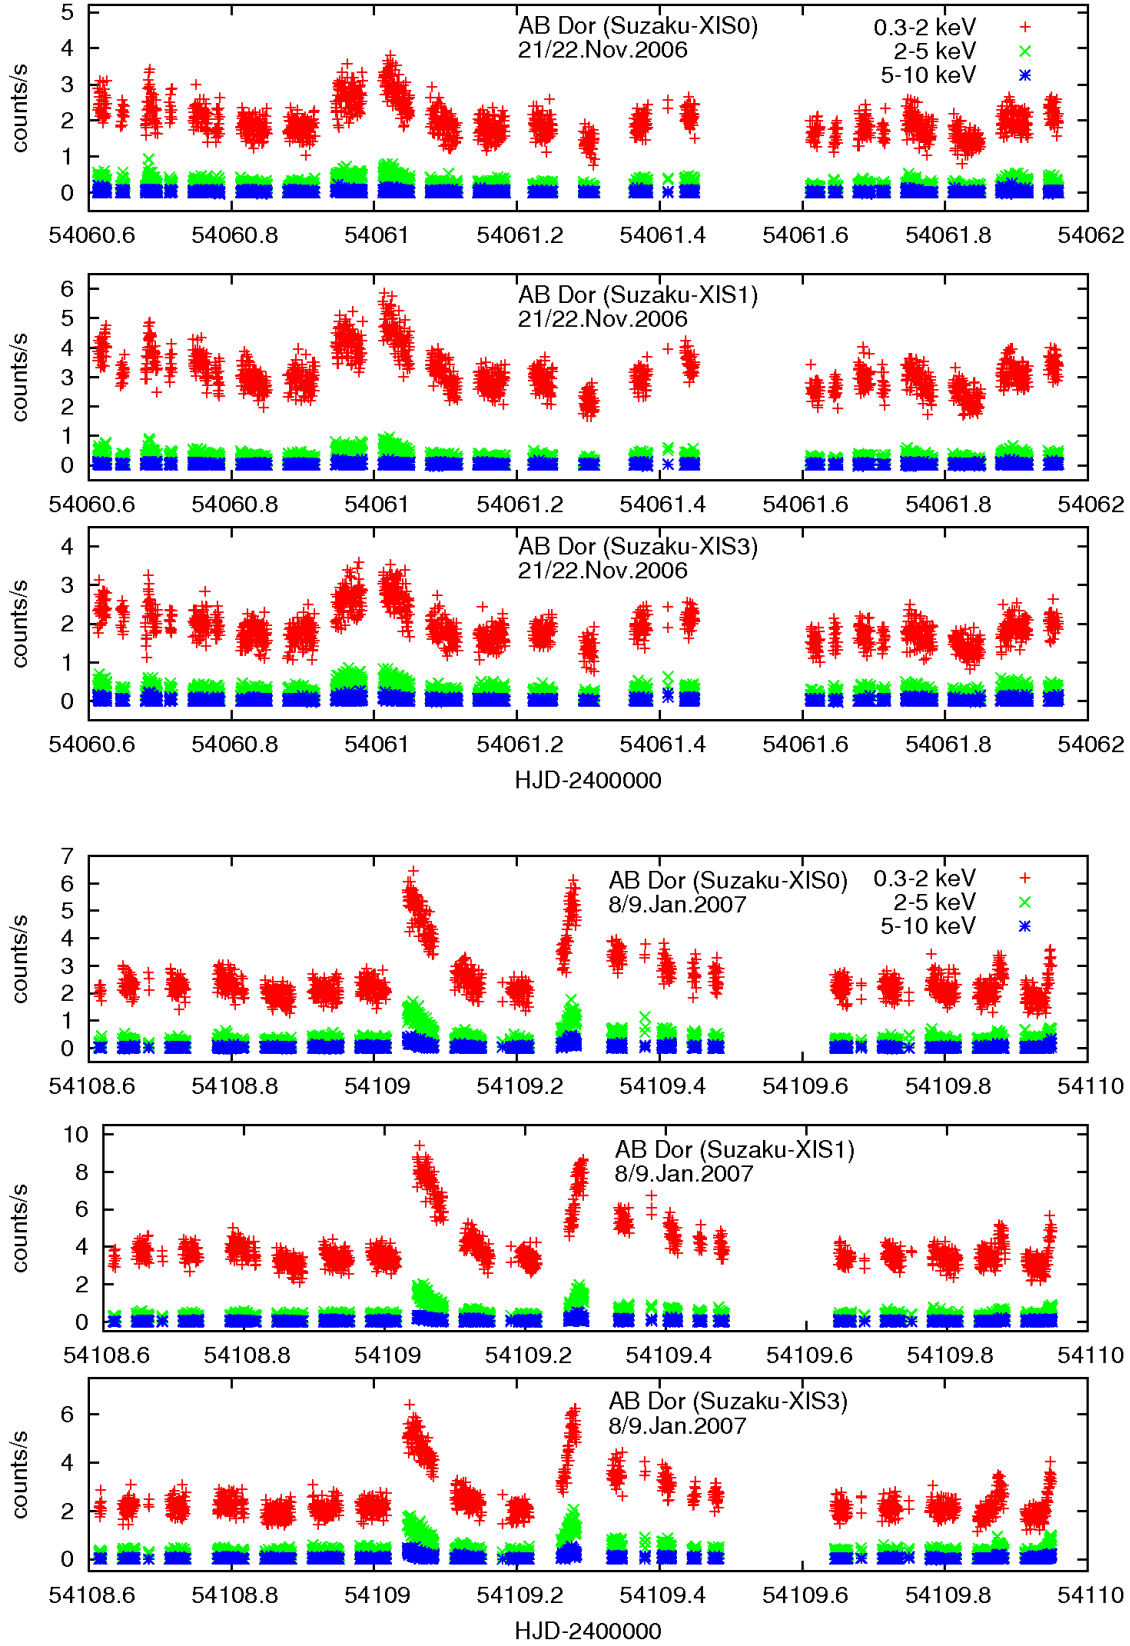 AB Dor (Suzaku-XIS0)
21/22.Nov.2006
0.3-2 keV
2-5 keV
5-10 keV
counts/s
5
4
3
2
1
0
54060.6 54060.8 54061 54061.2 54061.4 54061.6 54061.8 54062
AB Dor (Suzaku-XIS1)
21/22.Nov.2006
counts/s
6
5
4
3
2
1
0
54060.6 54060.8 54061 54061.2 54061.4 54061.6 54061.8 54062
AB Dor (Suzaku-XIS3)
21/22.Nov.2006
counts/s
4
3
2
1
0
54060.6 54060.8 54061 54061.2 54061.4 54061.6 54061.8 54062
HJD-2400000
AB Dor (Suzaku-XIS0)
8/9.Jan.2007
0.3-2 keV
2-5 keV
5-10 keV
counts/s
7
6
5
4
3
2
1
0
54108.6 54108.8 54109 54109.2 54109.4 54109.6 54109.8 54110
AB Dor (Suzaku-XIS1)
8/9.Jan.2007
counts/s
10
8
6
4
2
0
54108.6 54108.8 54109 54109.2 54109.4 54109.6 54109.8 54110
AB Dor (Suzaku-XIS3)
8/9.Jan.2007
counts/s
6
4
2
0
54108.6 54108.8 54109 54109.2 54109.4 54109.6 54109.8 54110
HJD-2400000